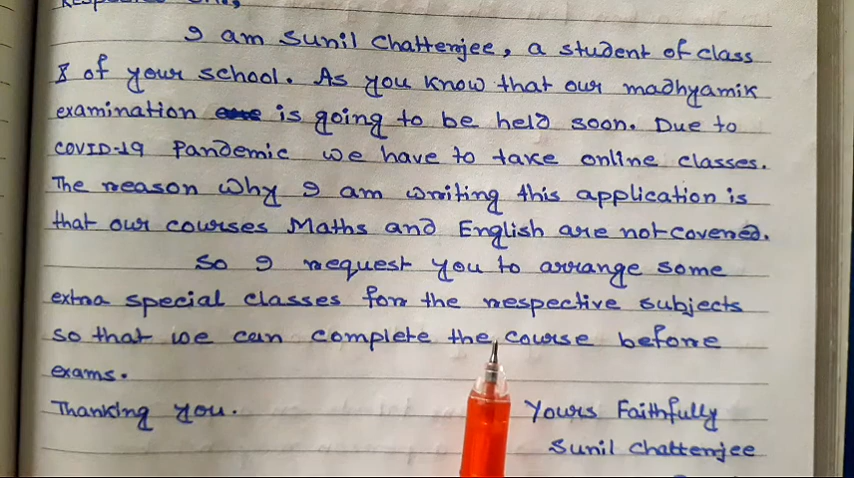 I am Sunil Chatterjee, a student of class
X of your school. As you know that our madhyamik
examination is going to be held soon. Due to
COVID-19 Pandemic we have to take online classes.
The reason why I am writing this application is
that our courses Maths and English are not covered.
So I request you to arrange some
extra special classes for the respective subjects
so that we can complete the course before
exams.
Thanking you.
Yours Faithfully
Sunil Chatterjee